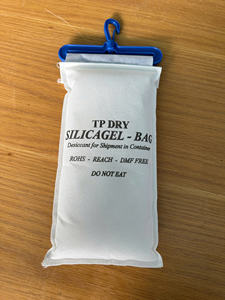 TP DRY
SILICAGEL - BAG
Desiccant for Shipment in Container
ROHS - REACH - DMF FREE
DO NOT EAT